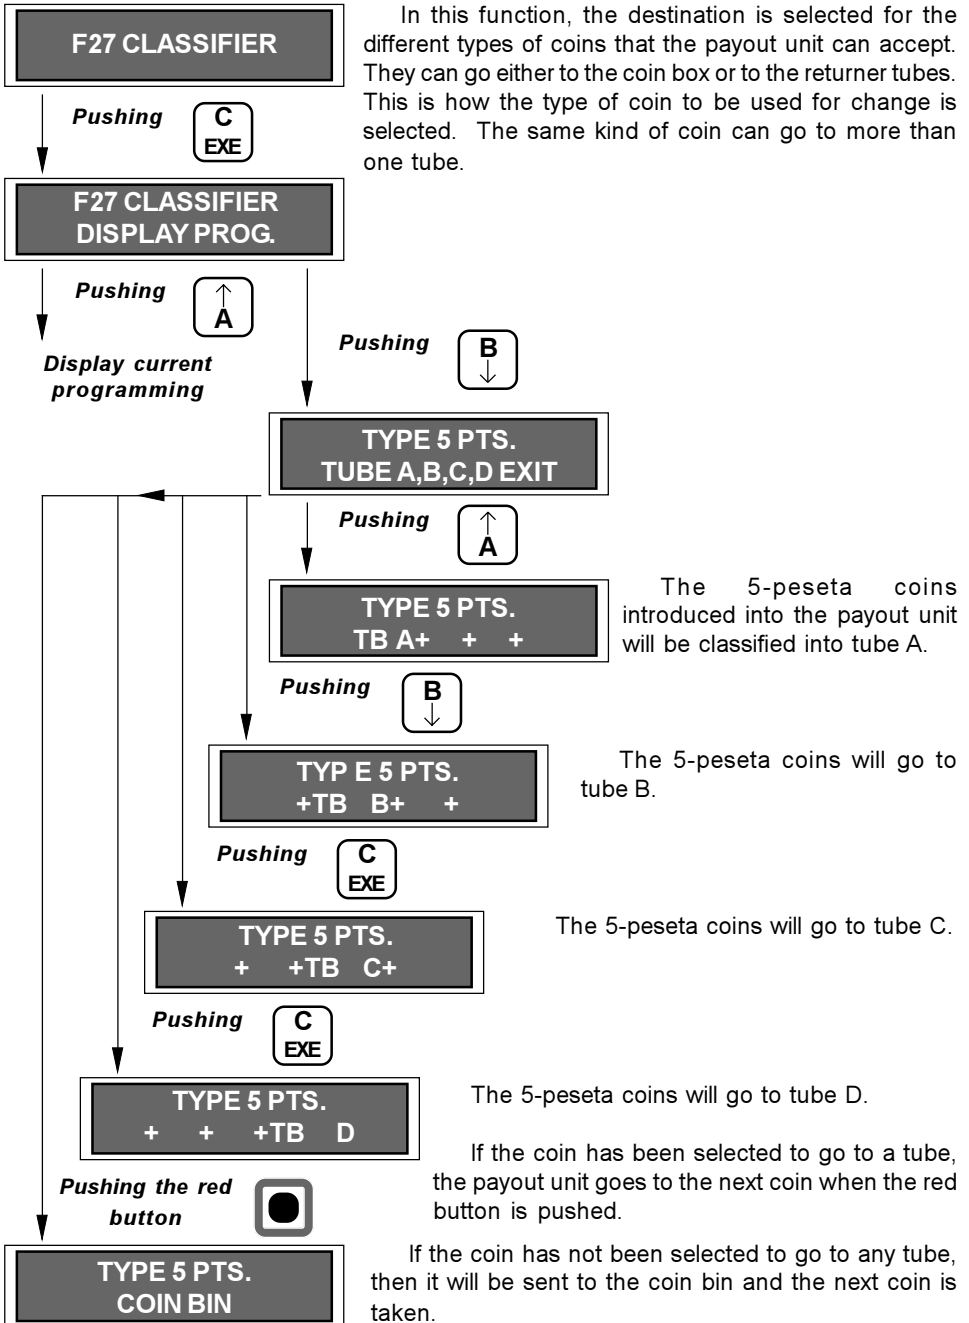 F27 CLASSIFIER
In this function, the destination is selected for the
different types of coins that the payout unit can accept.
They can go either to the coin box or to the returner tubes.
This is how the type of coin to be used for change is
selected. The same kind of coin can go to more than
one tube.
Pushing
C
EXE
F27 CLASSIFIER
DISPLAY PROG.
Pushing
↑
A
Display current
programming
Pushing
B
↓
TYPE 5 PTS.
TUBE A,B,C,D EXIT
Pushing
↑
A
TYPE 5 PTS.
TB A+ + +
The 5-peseta coins
introduced into the payout unit
will be classified into tube A.
Pushing
B
↓
TYP E 5 PTS.
+TB B+ +
The 5-peseta coins will go to
tube B.
Pushing
C
EXE
TYPE 5 PTS.
+ +TB C+
The 5-peseta coins will go to tube C.
Pushing
C
EXE
TYPE 5 PTS.
+ + +TB D
The 5-peseta coins will go to tube D.
If the coin has been selected to go to a tube,
the payout unit goes to the next coin when the red
button is pushed.
Pushing the red
button
TYPE 5 PTS.
COIN BIN
If the coin has not been selected to go to any tube,
then it will be sent to the coin bin and the next coin is
taken.